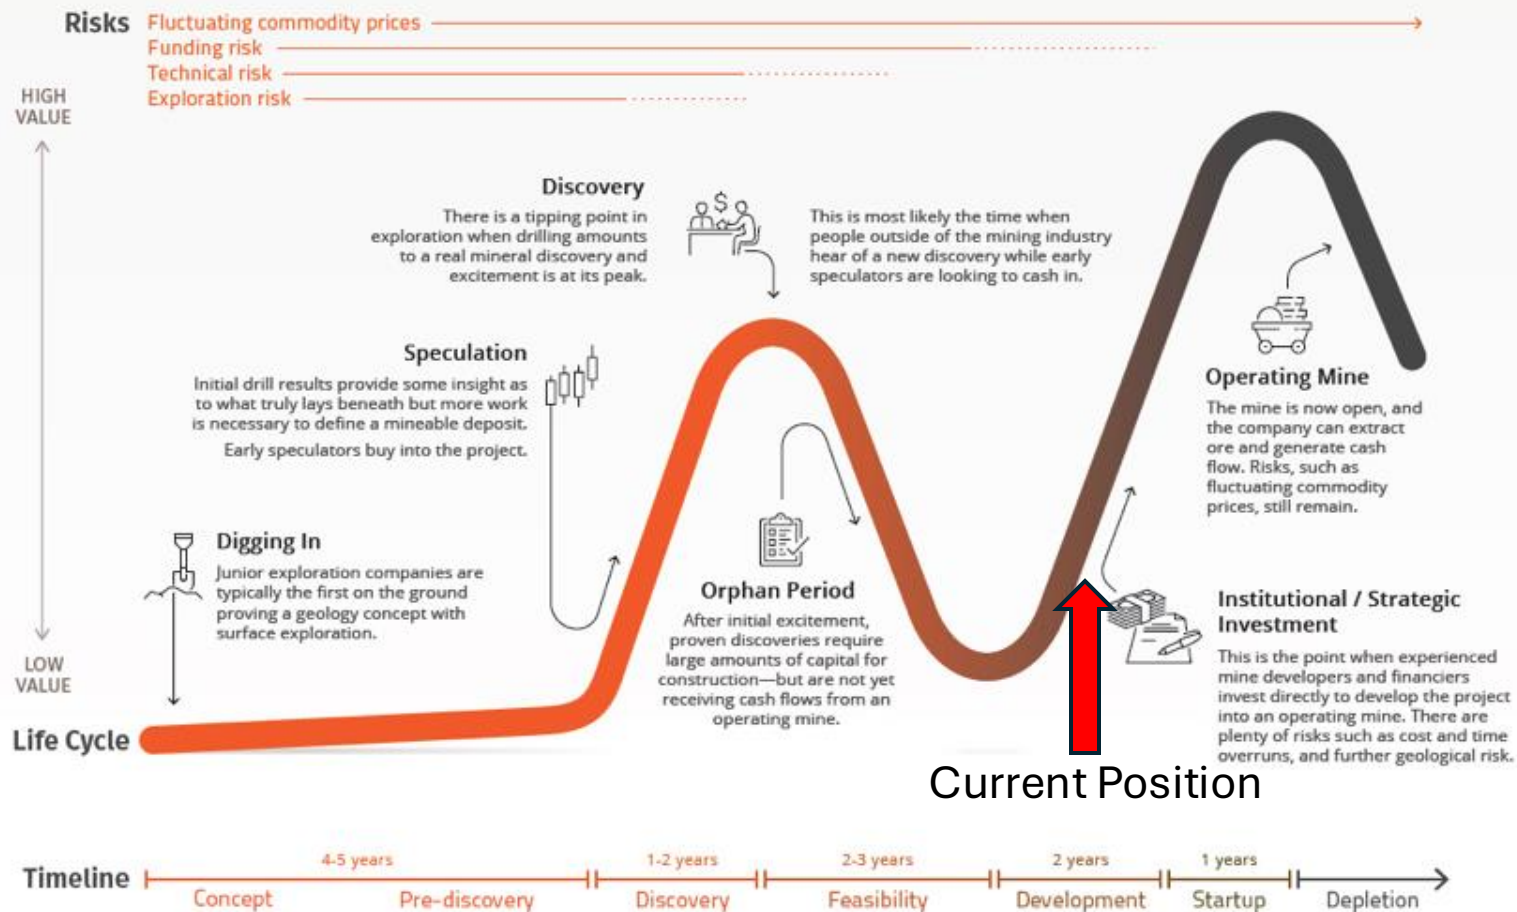 Risks
Fluctuating commodity prices
Funding risk
Technical risk
Exploration risk
HIGH
VALUE
LOW
VALUE
Discovery
There is a tipping point in
exploration when drilling amounts
to a real mineral discovery and
excitement is at its peak.
$
This is most likely the time when
people outside of the mining industry
hear of a new discovery while early
speculators are looking to cash in.
Speculation
Initial drill results provide some insight as
to what truly lays beneath but more work
is necessary to define a mineable deposit.
Early speculators buy into the project.
Digging In
Junior exploration companies are
typically the first on the ground
proving a geology concept with
surface exploration.
Orphan Period
After initial excitement,
proven discoveries require
large amounts of capital for
construction—but are not yet
receiving cash flows from an
operating mine.
Operating Mine
The mine is now open, and
the company can extract
ore and generate cash
flow. Risks, such as
fluctuating commodity
prices, still remain.
Institutional / Strategic
Investment
This is the point when experienced
mine developers and financiers
invest directly to develop the project
into an operating mine. There are
plenty of risks such as cost and time
overruns, and further geological risk.
Life Cycle
Current Position
Timeline
4-5 years
1-2 years
2-3 years
2 years
1 years
Concept
Pre-discovery
Discovery
Feasibility
Development
Startup
Depletion